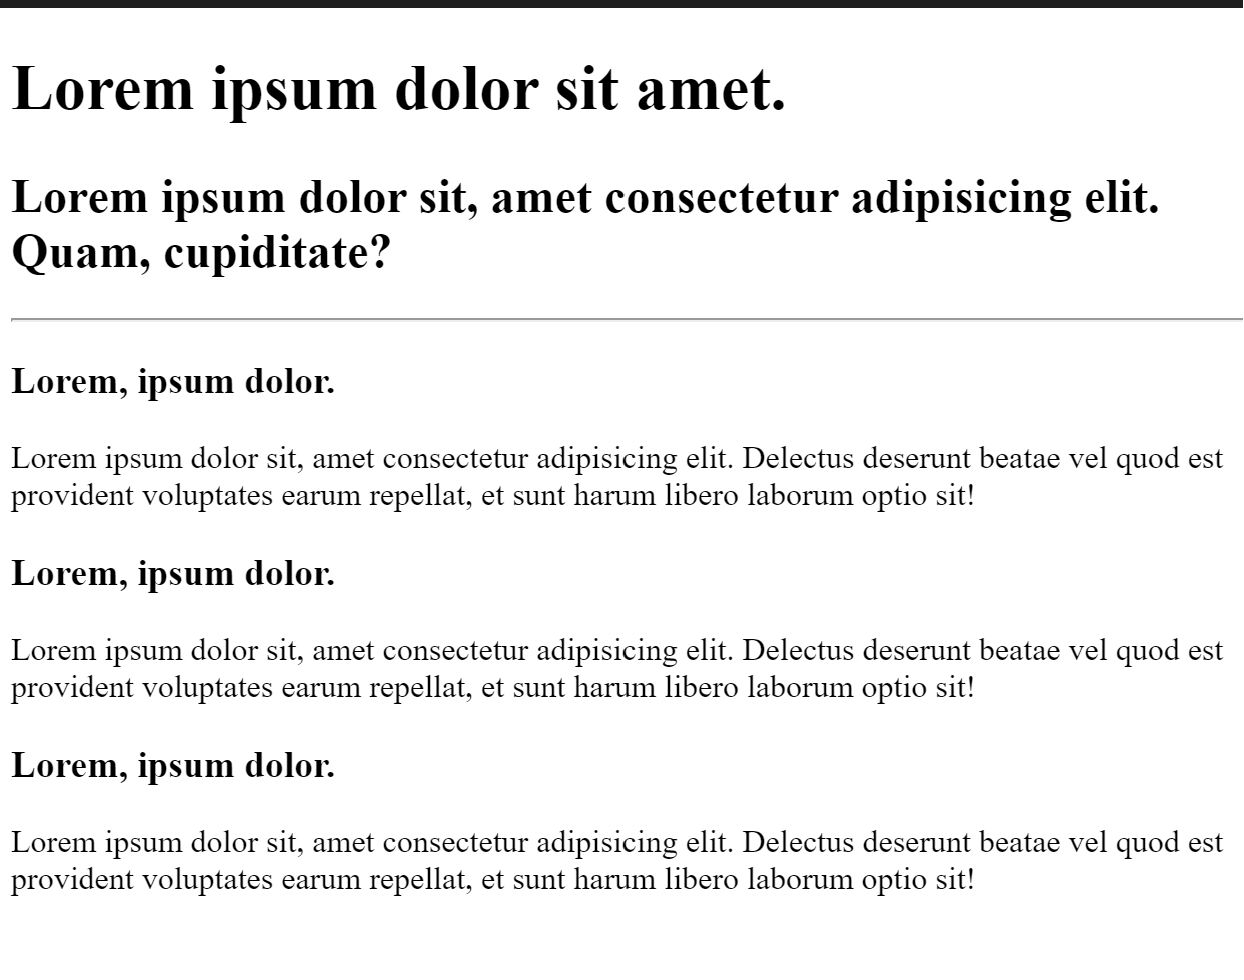 Lorem ipsum dolor sit amet.
Lorem ipsum dolor sit, amet consectetur adipisicing elit.
Quam, cupiditate?
Lorem, ipsum dolor.
Lorem ipsum dolor sit, amet consectetur adipisicing elit. Delectus deserunt beatae vel quod est
provident voluptates earum repellat, et sunt harum libero laborum optio sit!
Lorem, ipsum dolor.
Lorem ipsum dolor sit, amet consectetur adipisicing elit. Delectus deserunt beatae vel quod est
provident voluptates earum repellat, et sunt harum libero laborum optio sit!
Lorem, ipsum dolor.
Lorem ipsum dolor sit, amet consectetur adipisicing elit. Delectus deserunt beatae vel quod est
provident voluptates earum repellat, et sunt harum libero laborum optio sit!